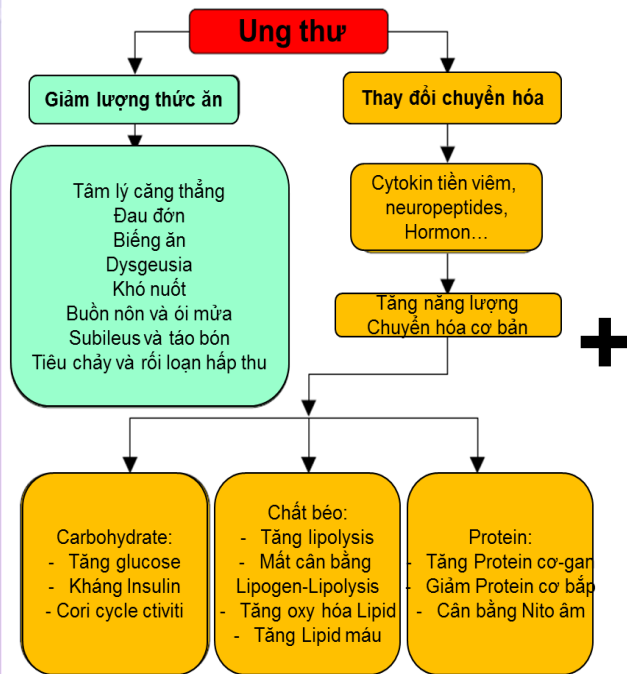 Ung thư
Giảm lượng thức ăn
Thay đổi chuyển hóa
Tâm lý căng thẳng
Đau đớn
Biếng ăn
Dysgeusia
Khó nuốt
Buồn nôn và ói mửa
Subileus và táo bón
Tiêu chảy và rối loạn hấp thu
Cytokin tiền viêm,
neuropeptides,
Hormon…
Tăng năng lượng
Chuyển hóa cơ bản
+
Carbohydrate:
- Tăng glucose
- Kháng Insulin
- Cori cycle ctiviti
Chất béo:
- Tăng lipolysis
- Mất cân bằng
Lipogen-Lipolysis
- Tăng oxy hóa Lipid
- Tăng Lipid máu
Protein:
- Tăng Protein cơ-gan
- Giảm Protein cơ bắp
- Cân bằng Nito âm